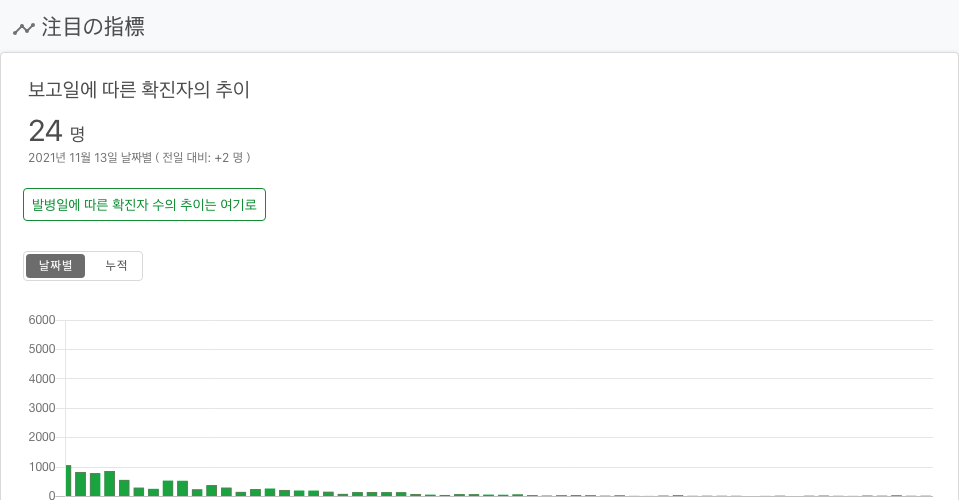 注目の指標
보고일에 따른 확진자의 추이
24 명
2021년 11월 13일 날짜별 ( 전일 대비: +2 명 )
발병일에 따른 확진자 수의 추이는 여기로
날짜별 누적
6000
5000
4000
3000
2000
1000
0